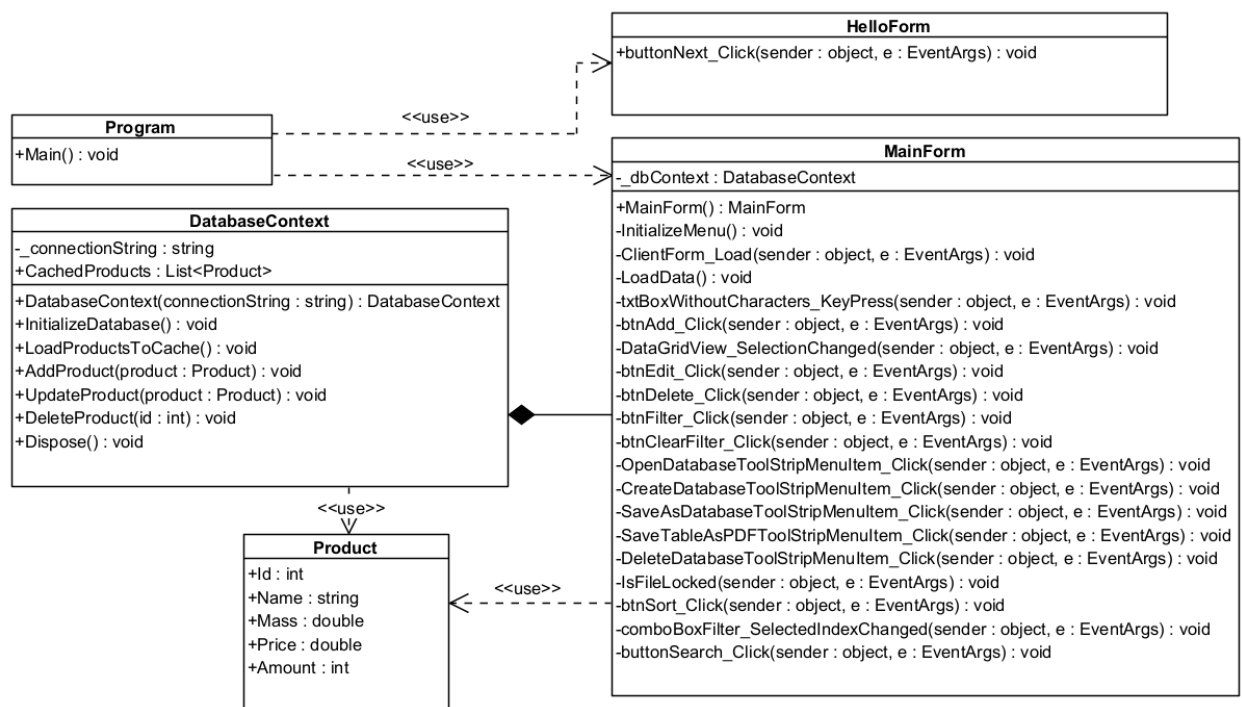 HelloForm
+buttonNext_Click(sender : object, e : EventArgs) : void
<<use>>
Program
+Main() : void
<<use>>
MainForm
-_dbContext : DatabaseContext
+MainForm() : MainForm
-InitializeMenu() : void
-ClientForm_Load(sender : object, e : EventArgs) : void
-LoadData() : void
-txtBoxWithoutCharacters_KeyPress(sender : object, e : EventArgs) : void
-btnAdd_Click(sender : object, e : EventArgs) : void
-DataGridView_SelectionChanged(sender : object, e : EventArgs) : void
-btnEdit_Click(sender : object, e : EventArgs) : void
-btnDelete_Click(sender : object, e : EventArgs) : void
-btnFilter_Click(sender : object, e : EventArgs) : void
-btnClearFilter_Click(sender : object, e : EventArgs) : void
-OpenDatabaseToolStripMenuItem_Click(sender : object, e : EventArgs) : void
-CreateDatabaseToolStripMenuItem_Click(sender : object, e : EventArgs) : void
-SaveAsDatabaseToolStripMenuItem_Click(sender : object, e : EventArgs) : void
-SaveTableAsPDFToolStripMenuItem_Click(sender : object, e : EventArgs) : void
-DeleteDatabaseToolStripMenuItem_Click(sender : object, e : EventArgs) : void
-IsFileLocked(sender : object, e : EventArgs) : void
-btnSort_Click(sender : object, e : EventArgs) : void
-comboBoxFilter_SelectedIndexChanged(sender : object, e : EventArgs) : void
-buttonSearch_Click(sender : object, e : EventArgs) : void
DatabaseContext
-_connectionString : string
+CachedProducts : List<Product>
+DatabaseContext(connectionString : string) : DatabaseContext
+InitializeDatabase() : void
+LoadProductsToCache() : void
+AddProduct(product : Product) : void
+UpdateProduct(product : Product) : void
+DeleteProduct(id : int) : void
+Dispose() : void
<<use>>
Product
+Id : int
+Name : string
+Mass : double
+Price : double
+Amount : int
<<use>>